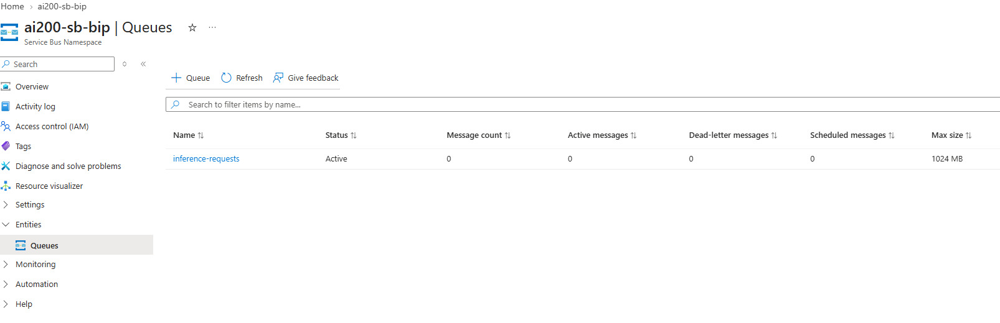 Home > ai200-sb-bip
ai200-sb-bip | Queues
Service Bus Namespace
Search
Overview
Activity log
Access control (IAM)
Tags
Diagnose and solve problems
Resource visualizer
Settings
Entities
Queues
Monitoring
Automation
Help
Queue Refresh Give feedback
Search to filter items by name...
Name Status Message count Active messages Dead-letter messages Scheduled messages Max size
inference-requests Active 0 0 0 0 1024 MB